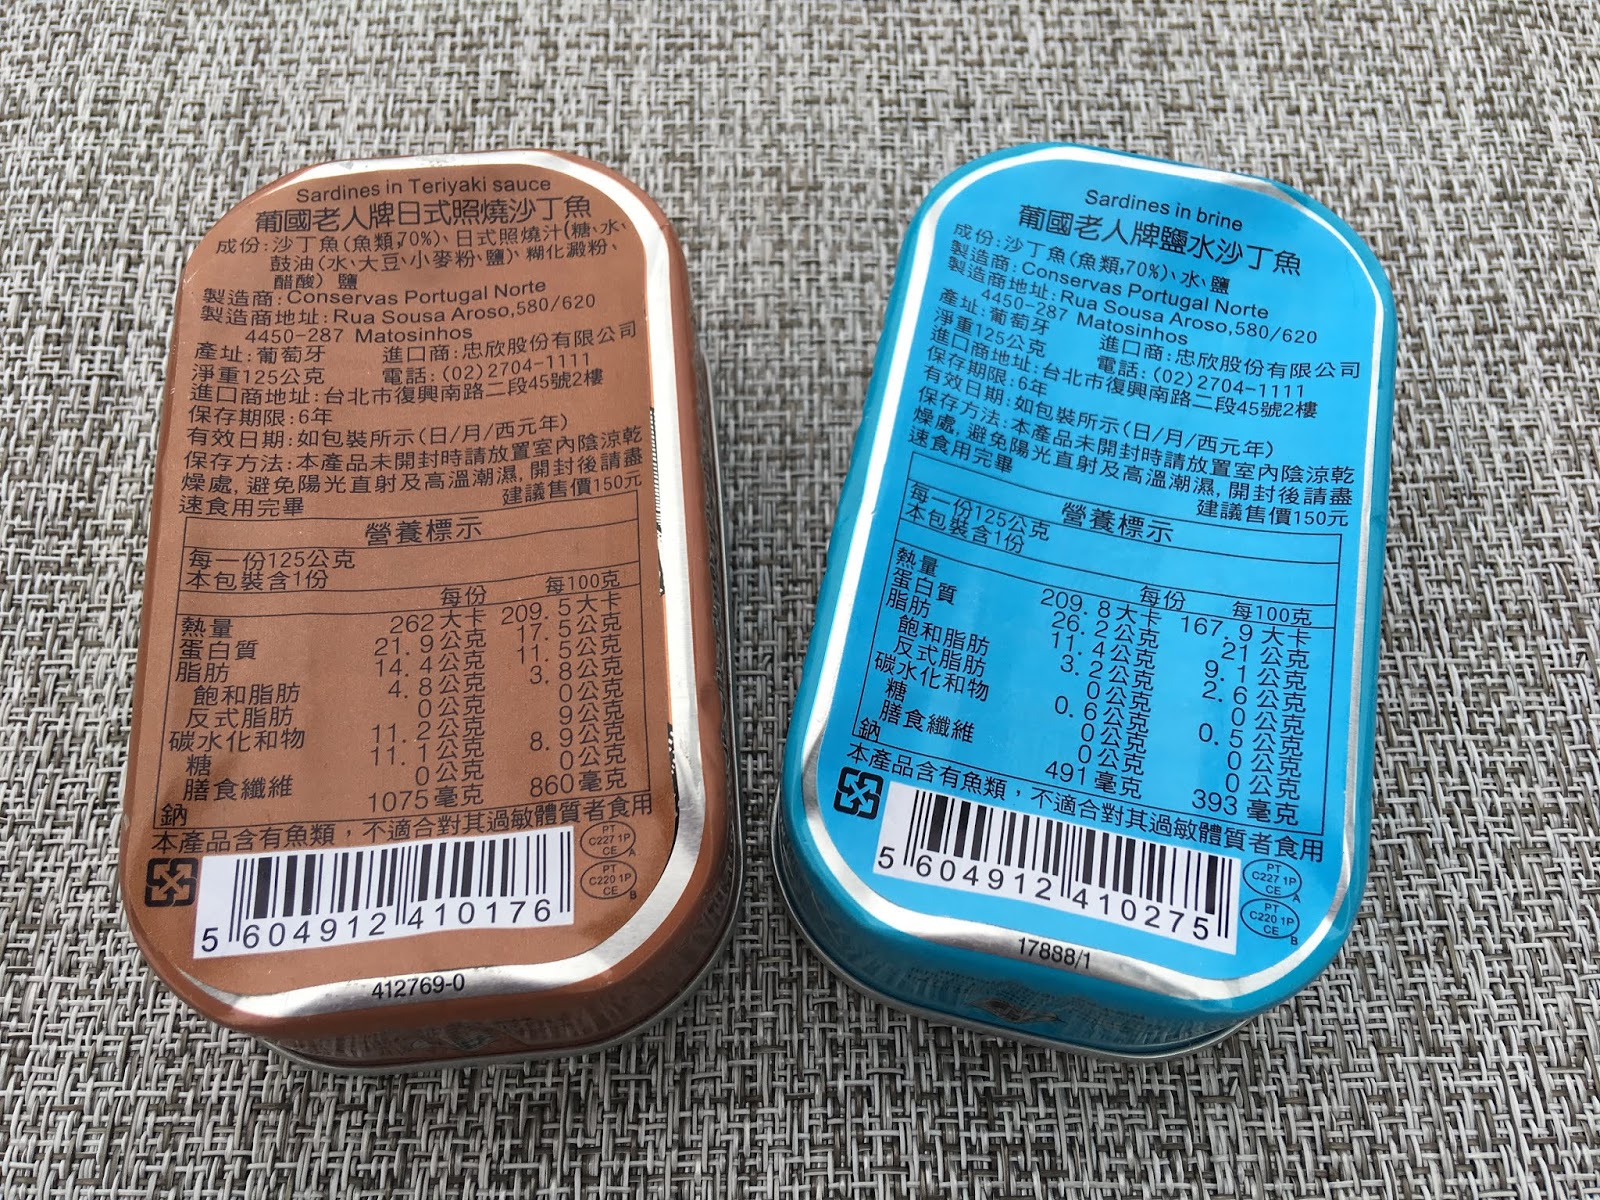 Sardines in Teriyaki sauce
葡國老人牌日式照燒沙丁魚
成份:沙丁魚(魚類,70%)、日式照燒汁(糖、水、
鼓油(水、大豆、小麥粉、鹽)、糊化澱粉、
醋酸) 鹽
製造商:Conservas Portugal Norte
製造商地址:Rua Sousa Aroso,580/620
4450-287 Matosinhos
產址:葡萄牙 進口商:忠欣股份有限公司
淨重125公克 電話:(02)2704-1111
進口商地址:台北市復興南路二段45號2樓
保存期限:6年
有效日期:如包裝所示(日/月/西元年)
保存方法:本產品未開封時請放置室內陰涼乾
燥處,避免陽光直射及高溫潮濕,開封後請盡
速食用完畢 建議售價150元
營養標示
每一份125公克
本包裝含1份
每份 每100克
熱量 262大卡 209.5大卡
蛋白質 21.9公克 17.5公克
脂肪 14.4公克 11.5公克
飽和脂肪 4.8公克 3.8公克
反式脂肪 0公克 0公克
碳水化和物 11.2公克 9公克
糖 11.1公克 8.9公克
膳食纖維 0公克 0公克
鈉 1075毫克 860毫克
本產品含有魚類,不適合對其過敏體質者食用
PT
C227 1P
CE
A
PT
C220 1P
CE
B
5 604912 410176
412769-0
Sardines in brine
葡國老人牌鹽水沙丁魚
成份:沙丁魚(魚類,70%)、水、鹽
製造商:Conservas Portugal Norte
製造商地址:Rua Sousa Aroso,580/620
4450-287 Matosinhos
產址:葡萄牙 進口商:忠欣股份有限公司
淨重125公克 電話:(02)2704-1111
進口商地址:台北市復興南路二段45號2樓
保存期限:6年
有效日期:如包裝所示(日/月/西元年)
保存方法:本產品未開封時請放置室內陰涼乾
燥處,避免陽光直射及高溫潮濕,開封後請盡
速食用完畢 建議售價150元
營養標示
每一份125公克
本包裝含1份
每份 每100克
熱量 209.8大卡 167.9大卡
蛋白質 26.2公克 21公克
脂肪 11.4公克 9.1公克
飽和脂肪 3.2公克 2.6公克
反式脂肪 0公克 0公克
碳水化和物 0.6公克 0.5公克
糖 0公克 0公克
膳食纖維 0公克 0公克
鈉 491毫克 393毫克
本產品含有魚類,不適合對其過敏體質者食用
PT
C227 1P
CE
A
PT
C220 1P
CE
B
5 604912 410275
17888/1